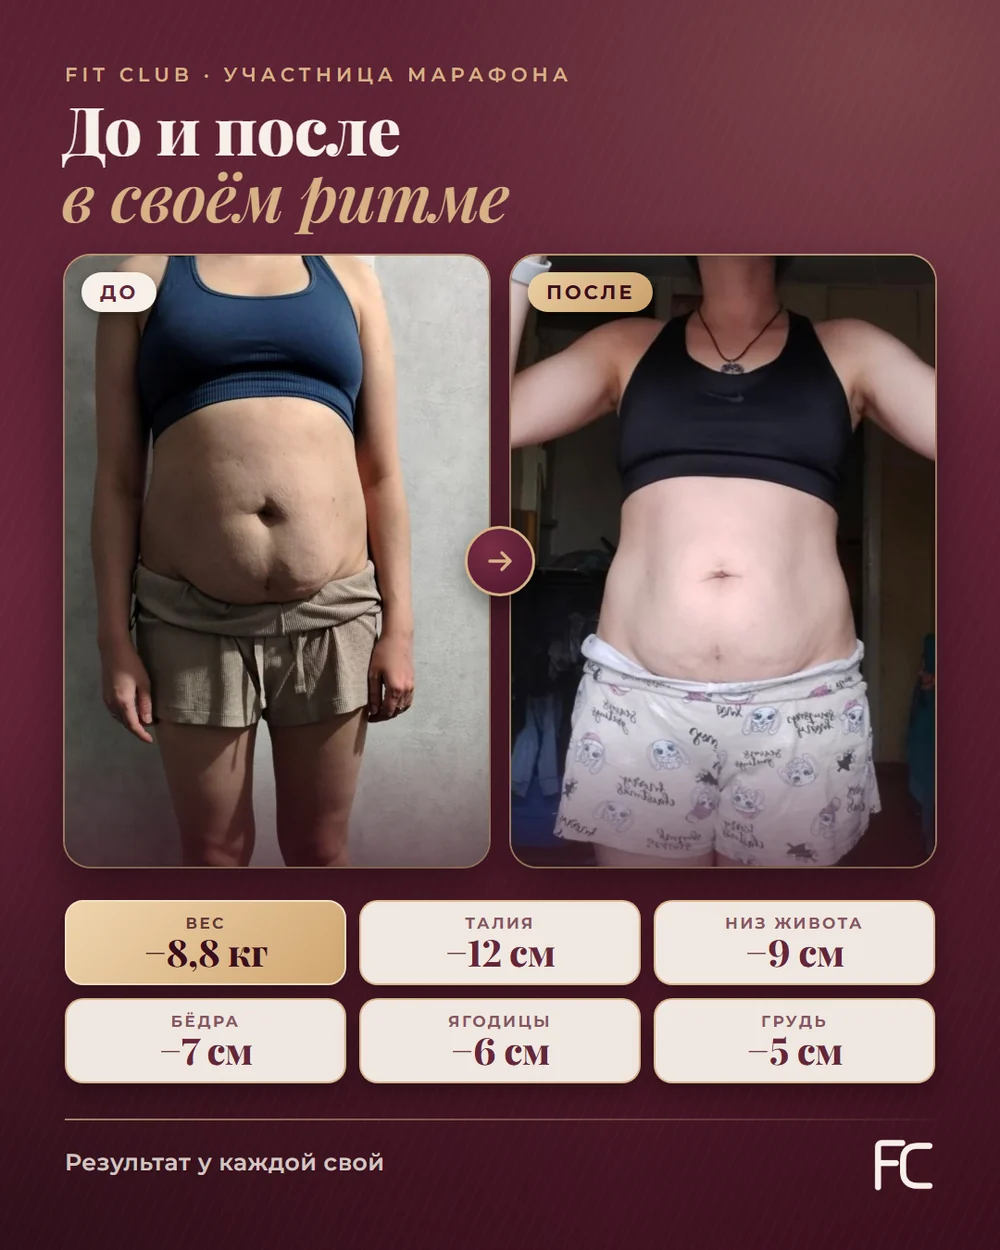 FIT CLUB · УЧАСТНИЦА МАРАФОНА
До и после
в своём ритме
ДО
ПОСЛЕ
ВЕС
−8,8 кг
ТАЛИЯ
−12 см
НИЗ ЖИВОТА
−9 см
БЁДРА
−7 см
ЯГОДИЦЫ
−6 см
ГРУДЬ
−5 см
Результат у каждой свой
FC